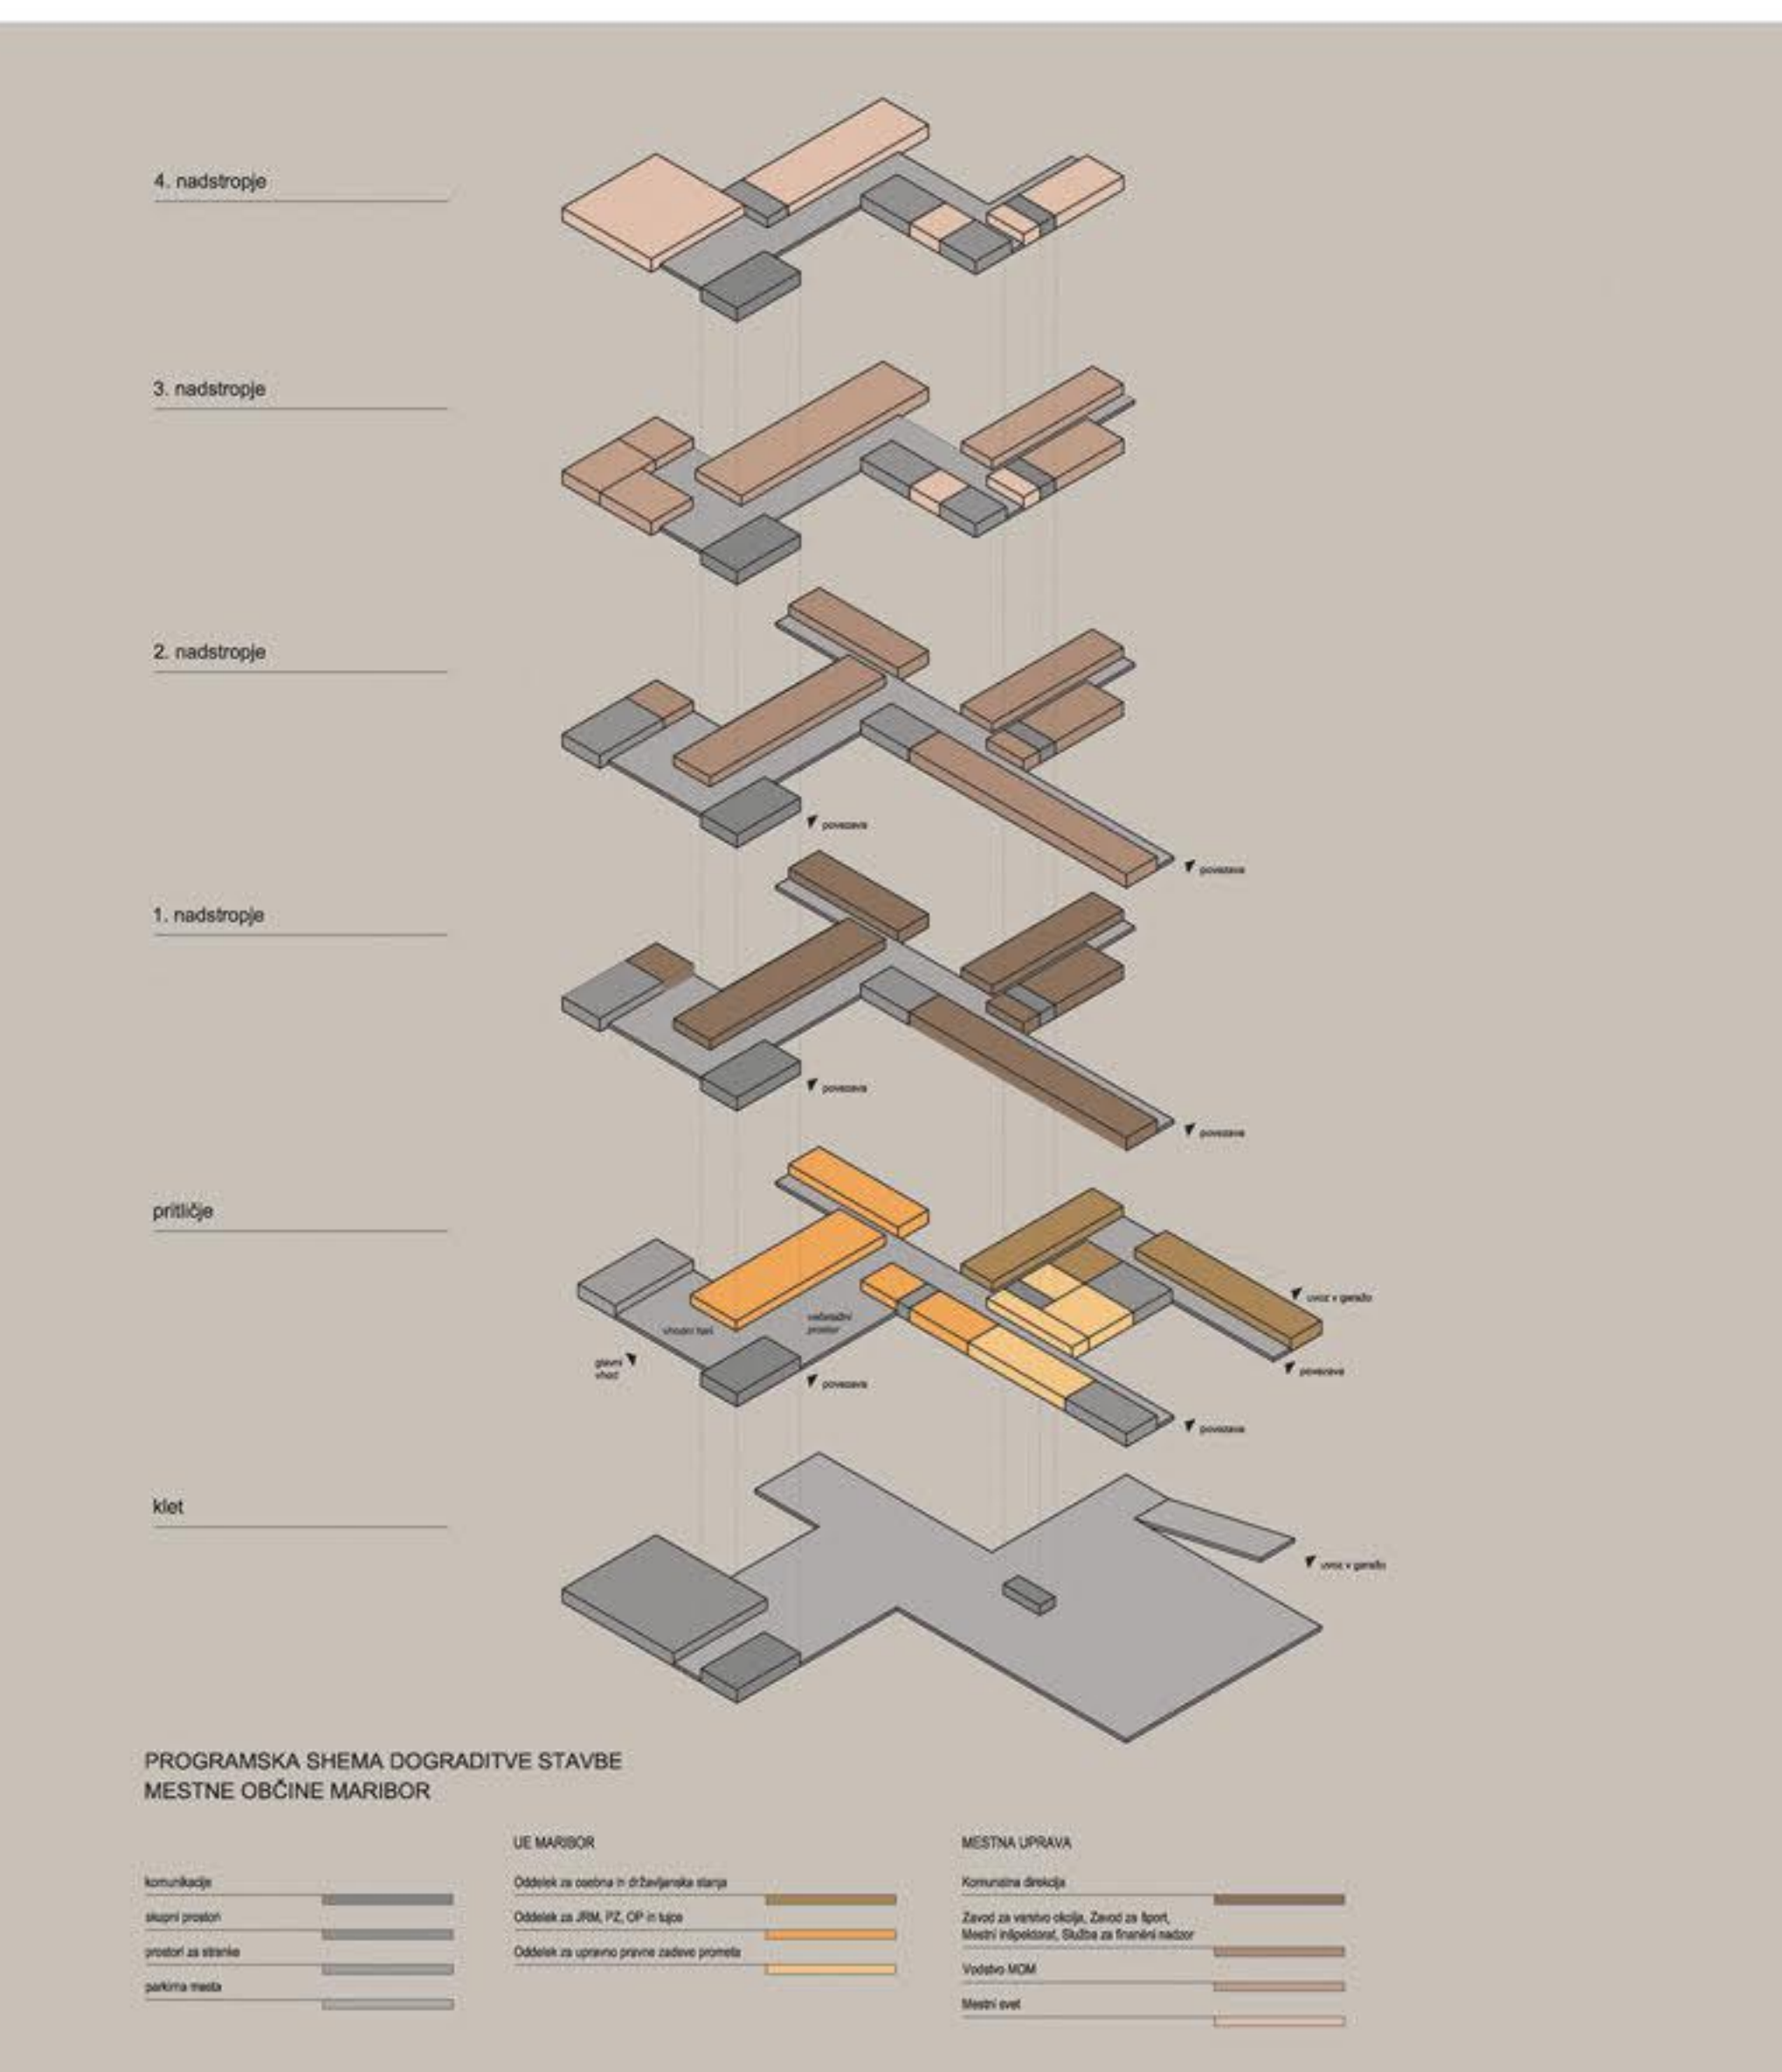 4. nadstropje
3. nadstropje
2. nadstropje
povezava
povezava
1. nadstropje
povezava
povezava
pritličje
uvoz v garažo
vhodni hall
večetažni
prostor
glavni
vhod
povezava
povezava
povezava
klet
uvoz v garažo
PROGRAMSKA SHEMA DOGRADITVE STAVBE
MESTNE OBČINE MARIBOR
UE MARIBOR
MESTNA UPRAVA
komunikacije
Oddelek za osebna in državljanska stanja
Komunalna direkcija
skupni prostori
Oddelek za JRM, PZ, OP in tujce
Zavod za varstvo okolja, Zavod za šport,
Mestni inšpektorat, Služba za finančni nadzor
prostori za stranke
Oddelek za upravno pravne zadeve prometa
Vodstvo MOM
parkirna mesta
Mestni svet